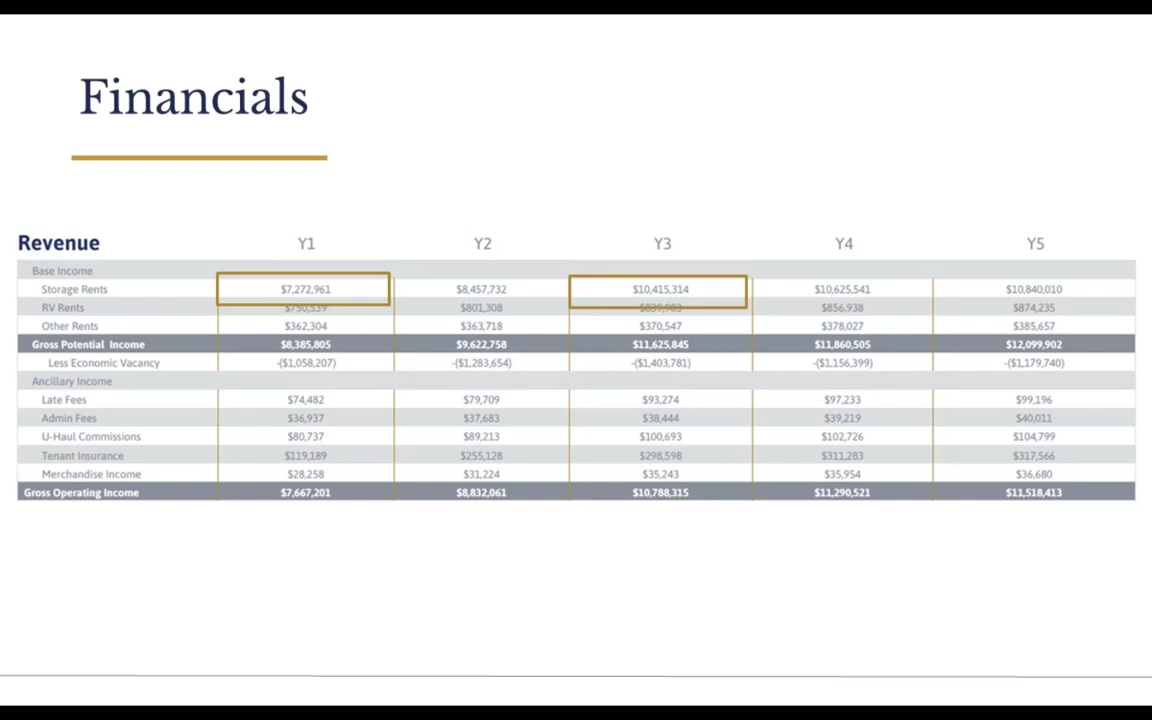 Financials
Revenue Y1 Y2 Y3 Y4 Y5
Base Income
Storage Rents $7,272,961 $8,457,732 $10,415,314 $10,625,541 $10,840,010
RV Rents $750,539 $801,308 $839,983 $856,938 $874,235
Other Rents $362,304 $363,718 $370,547 $378,027 $385,657
Gross Potential Income $8,385,805 $9,622,758 $11,625,845 $11,860,505 $12,099,902
Less Economic Vacancy -($1,058,207) -($1,283,654) -($1,403,781) -($1,156,399) -($1,179,740)
Ancillary Income
Late Fees $74,482 $79,709 $93,274 $97,233 $99,196
Admin Fees $36,937 $37,683 $38,444 $39,219 $40,011
U-Haul Commissions $80,737 $89,213 $100,693 $102,726 $104,799
Tenant Insurance $119,189 $255,128 $298,598 $311,283 $317,566
Merchandise Income $28,258 $31,224 $35,243 $35,954 $36,680
Gross Operating Income $7,667,201 $8,832,061 $10,788,315 $11,290,521 $11,518,413